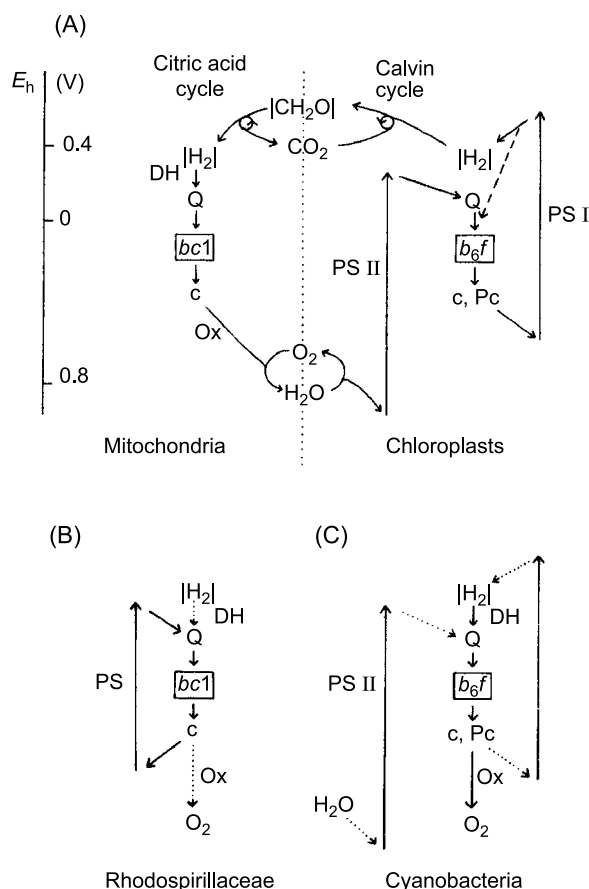 (A)
E_h (V)
Citric acid
cycle
Calvin
cycle
|CH₂O|
CO₂
0.4
0
0.8
|H₂|
DH
Q
bc1
c
Ox
O₂
H₂O
PS II
|H₂|
Q
b₆f
c, Pc
PS I
Mitochondria
Chloroplasts
(B)
|H₂|
DH
Q
PS
bc1
c
Ox
O₂
Rhodospirillaceae
(C)
|H₂|
DH
Q
PS II
b₆f
c, Pc
Ox
H₂O
O₂
Cyanobacteria